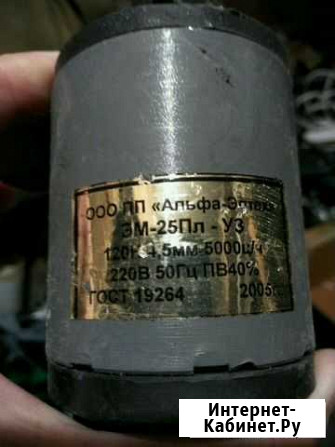 ООО ПП «Альфа-Электро»
ЭМ-25Пл - У3
120Н 4,5мм-5000ц/ч
220В 50Гц ПВ40%
ГОСТ 19264 2005г
Интернет-
Кабинет.Ру